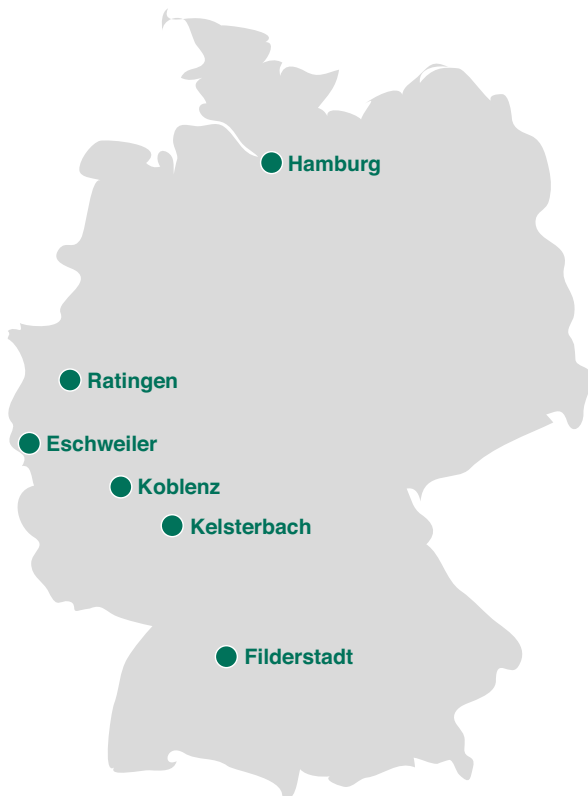 Hamburg
Ratingen
Eschweiler
Koblenz
Kelsterbach
Filderstadt